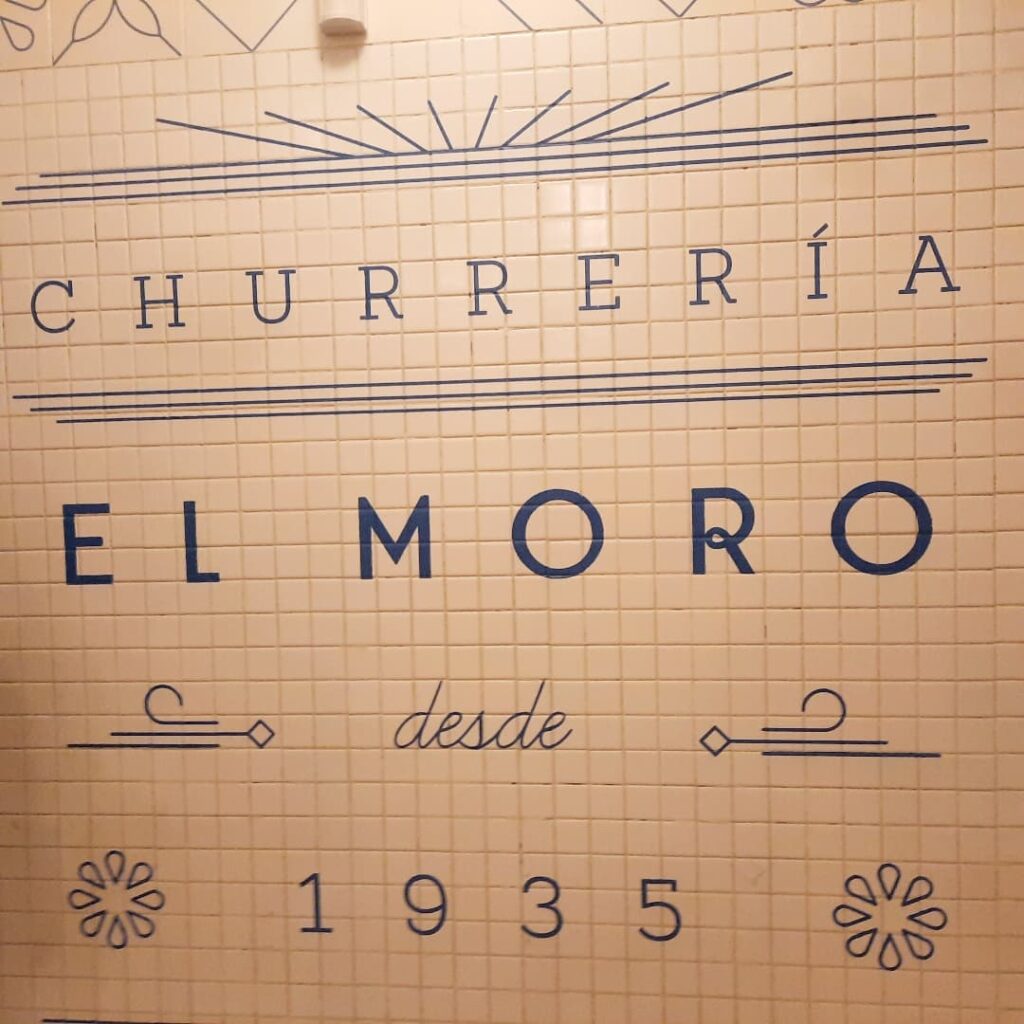 CHURRERÍA
EL MORO
desde
1935